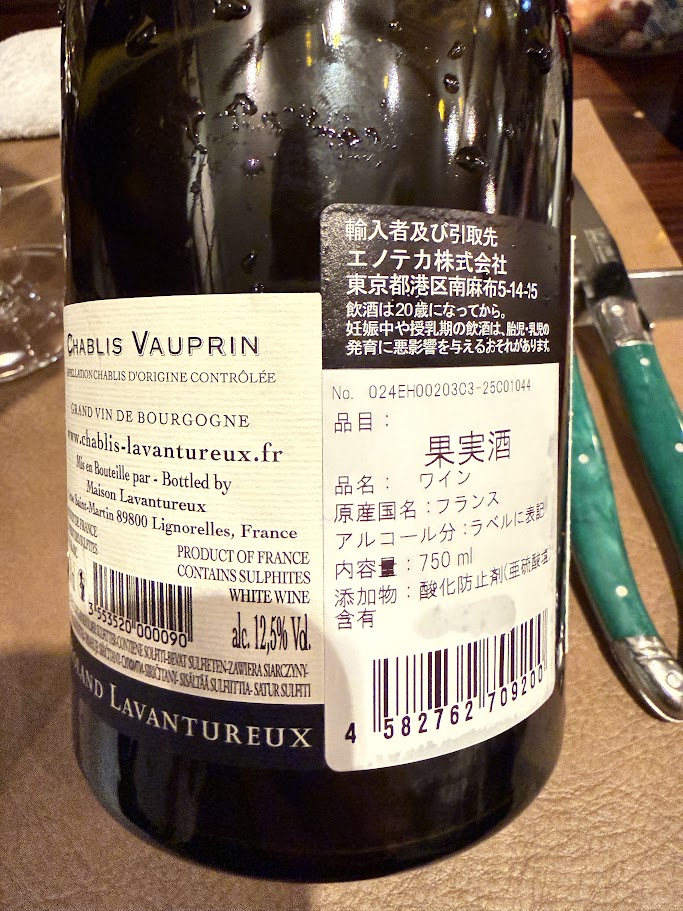 CHABLIS VAUPRIN
APPELLATION CHABLIS D'ORIGINE CONTRÔLÉE
GRAND VIN DE BOURGOGNE
www.chablis-lavantureux.fr
Mis en Bouteille par - Bottled by
Maison Lavantureux
Saint-Martin 89800 Lignorelles, France
PRODUCT OF FRANCE
CONTAINS SULPHITES
WHITE WINE
3 553520 000090
alc. 12,5% Vol.
LAVANTUREUX
輸入者及び引取先
エノテカ株式会社
東京都港区南麻布5-14-15
飲酒は20歳になってから。
妊娠中や授乳期の飲酒は、胎児・乳児の
発育に悪影響を与えるおそれがあります。
No. 024EH00203C3-25C01044
品目:
果実酒
品名: ワイン
原産国名:フランス
アルコール分:ラベルに表記
内容量:750 ml
添加物:酸化防止剤(亜硫酸塩)
含有
4 582762 709200